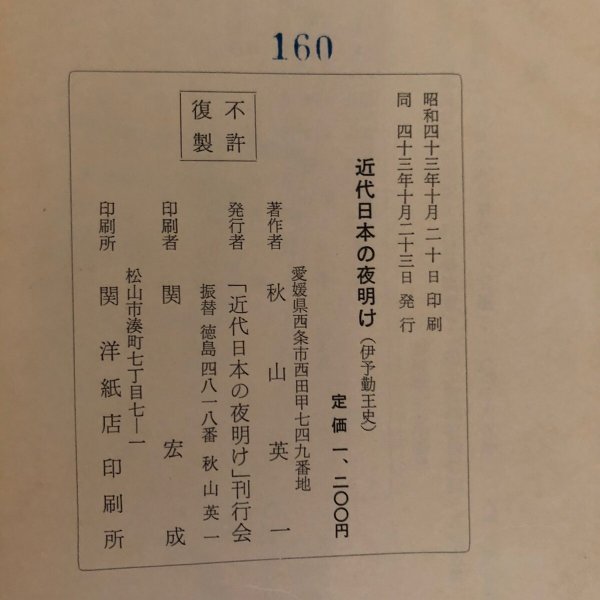 160
昭和四十三年十月二十日印刷
同　四十三年十月二十三日発行
近代日本の夜明け（伊予勤王史）
定価一、二〇〇円
愛媛県西条市西田甲七四九番地
著作者　秋山英一
発行者　「近代日本の夜明け」刊行会
振替　徳島四八一八番　秋山英一
印刷者　関宏成
松山市湊町七丁目七―一
印刷所　関洋紙店印刷所
不許
復製